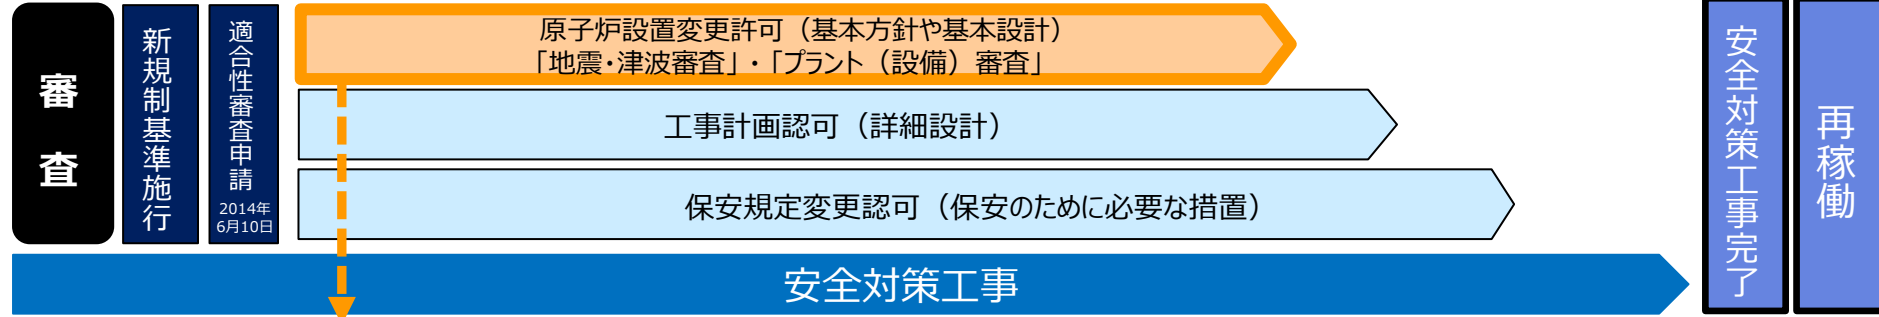 審査
新規制基準施行
適合性審査申請
2014年
6月10日
原子炉設置変更許可（基本方針や基本設計）
「地震・津波審査」・「プラント（設備）審査」
工事計画認可（詳細設計）
保安規定変更認可（保安のために必要な措置）
安全対策工事
安全対策工事完了
再稼働